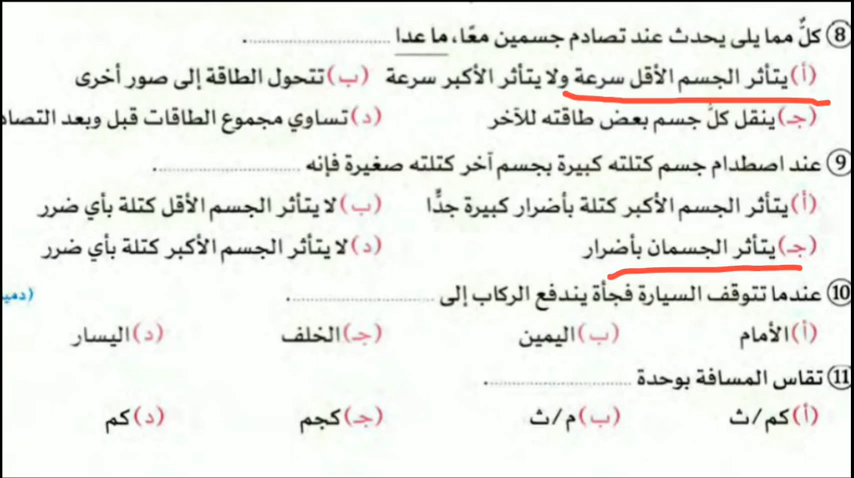 ⑧ كلٌّ مما يلى يحدث عند تصادم جسمين معًا، ما عدا ....................
(أ) يتأثر الجسم الأقل سرعة ولا يتأثر الأكبر سرعة (ب) تتحول الطاقة إلى صور أخرى
(جـ) ينقل كلُّ جسم بعض طاقته للآخر (د) تساوي مجموع الطاقات قبل وبعد التصاد
⑨ عند اصطدام جسم كتلته كبيرة بجسم آخر كتلته صغيرة فإنه ....................
(أ) يتأثر الجسم الأكبر كتلة بأضرار كبيرة جدًّا (ب) لا يتأثر الجسم الأقل كتلة بأي ضرر
(جـ) يتأثر الجسمان بأضرار (د) لا يتأثر الجسم الأكبر كتلة بأي ضرر
⑩ عندما تتوقف السيارة فجأة يندفع الركاب إلى .................... (دميا
(أ) الأمام (ب) اليمين (جـ) الخلف (د) اليسار
⑪ تقاس المسافة بوحدة ....................
(أ) كم/ث (ب) م/ث (جـ) كجم (د) كم